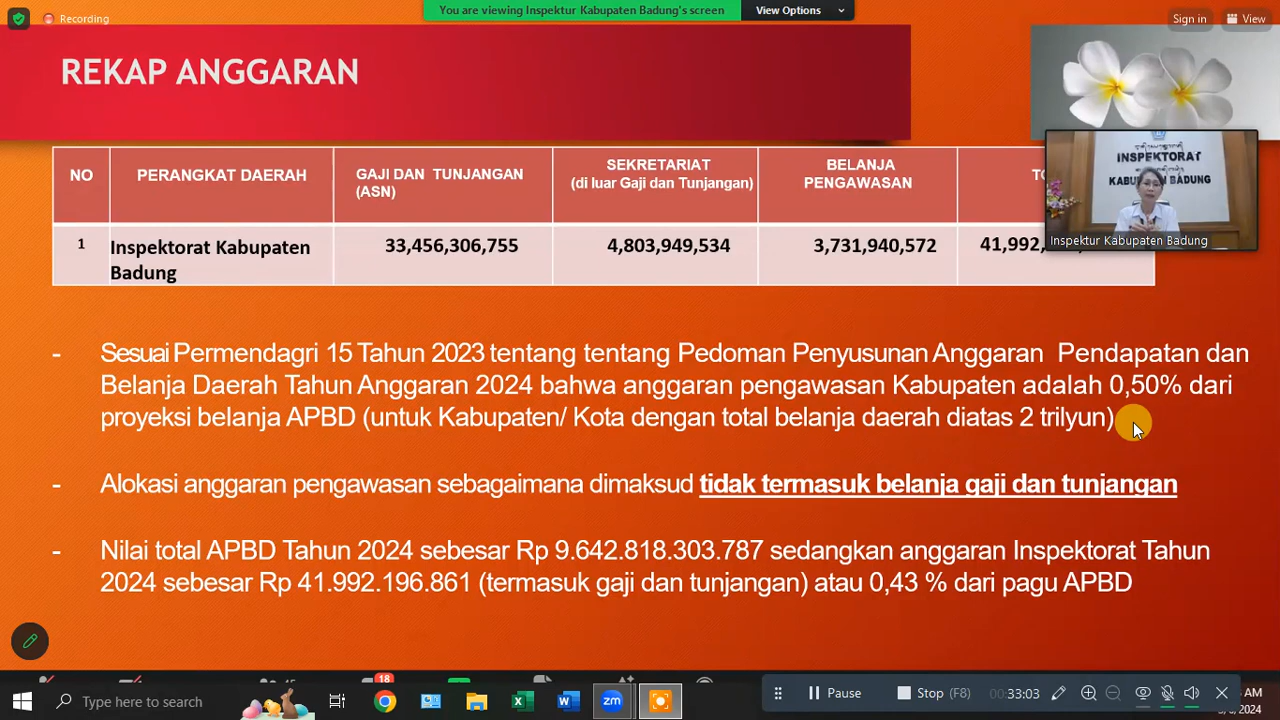 Recording
You are viewing Inspektur Kabupaten Badung's screen
View Options
Sign in
View
REKAP ANGGARAN
NO
PERANGKAT DAERAH
GAJI DAN TUNJANGAN
(ASN)
SEKRETARIAT
(di luar Gaji dan Tunjangan)
BELANJA
PENGAWASAN
INSPEKTORAT
KABUPATEN BADUNG
Inspektur Kabupaten Badung
1
Inspektorat Kabupaten
Badung
33,456,306,755
4,803,949,534
3,731,940,572
41,992,
- Sesuai Permendagri 15 Tahun 2023 tentang tentang Pedoman Penyusunan Anggaran Pendapatan dan
Belanja Daerah Tahun Anggaran 2024 bahwa anggaran pengawasan Kabupaten adalah 0,50% dari
proyeksi belanja APBD (untuk Kabupaten/ Kota dengan total belanja daerah diatas 2 trilyun)
- Alokasi anggaran pengawasan sebagaimana dimaksud tidak termasuk belanja gaji dan tunjangan
- Nilai total APBD Tahun 2024 sebesar Rp 9.642.818.303.787 sedangkan anggaran Inspektorat Tahun
2024 sebesar Rp 41.992.196.861 (termasuk gaji dan tunjangan) atau 0,43 % dari pagu APBD
18
Type here to search
zm
Pause
Stop (F8)
00:33:03
AM
2024